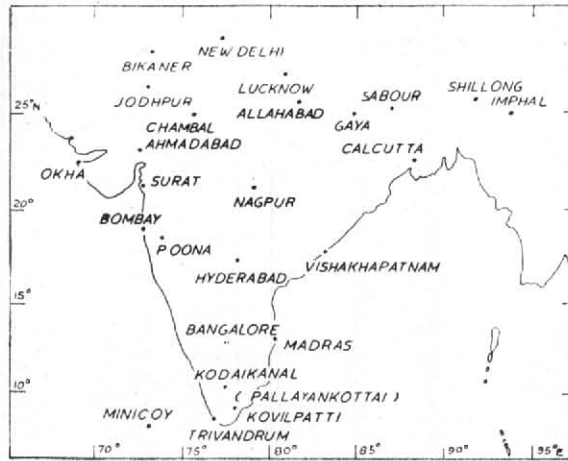 NEW DELHI
BIKANER
LUCKNOW
SHILLONG
JODHPUR
SABOUR
IMPHAL
25°N
ALLAHABAD
CHAMBAL
GAYA
AHMADABAD
CALCUTTA
OKHA
SURAT
NAGPUR
20°
BOMBAY
POONA
VISHAKHAPATNAM
HYDERABAD
15°
BANGALORE
MADRAS
KODAIKANAL
10°
( PALLAYANKOTTAI )
MINICOY
KOVILPATTI
TRIVANDRUM
70° 75° 80° 85° 90° 95°E